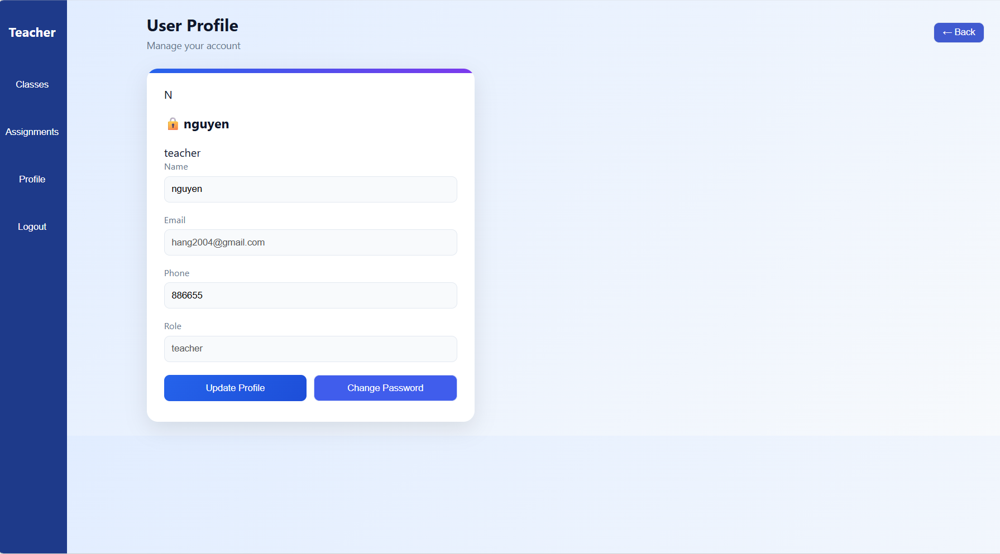 Teacher
Classes
Assignments
Profile
Logout
User Profile
Manage your account
← Back
N
🔒 nguyen
teacher
Name
nguyen
Email
hang2004@gmail.com
Phone
886655
Role
teacher
Update Profile
Change Password